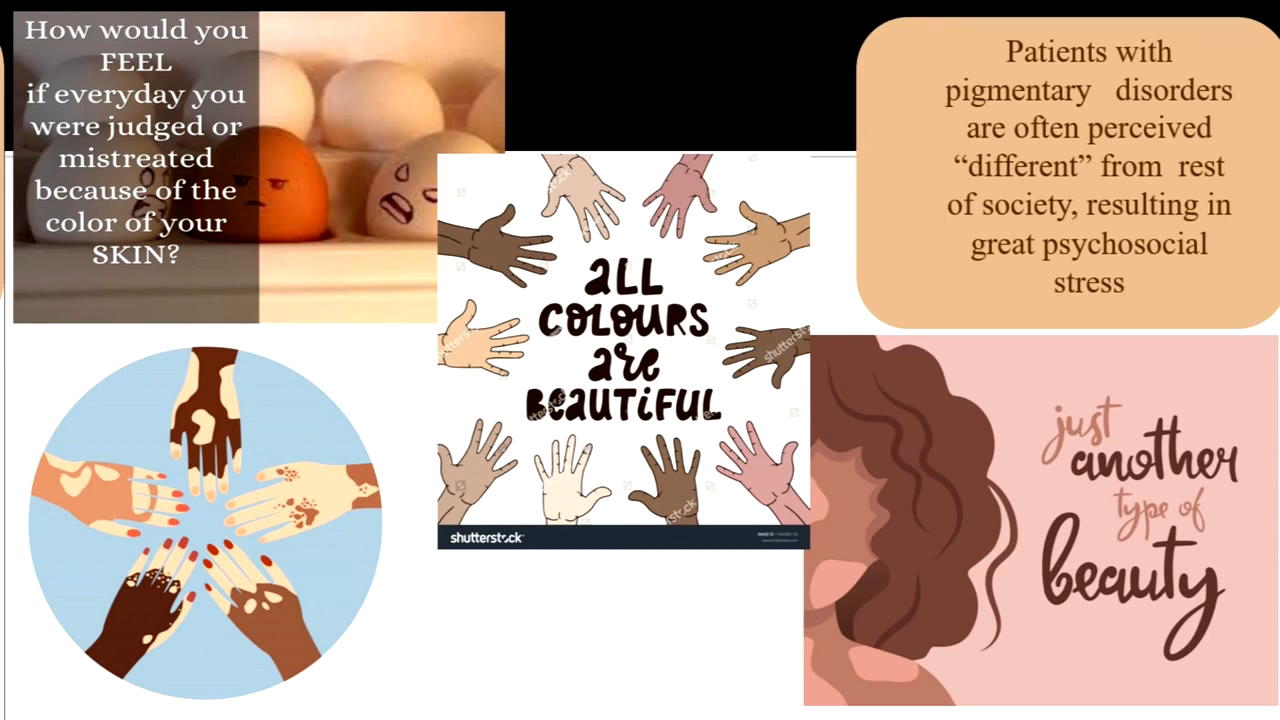 How would you
FEEL
if everyday you
were judged or
mistreated
because of the
color of your
SKIN?
Patients with
pigmentary disorders
are often perceived
“different” from rest
of society, resulting in
great psychosocial
stress
all
COLOURS
are
BEAUTiFUL
shutterstock
just
another
type of
beauty